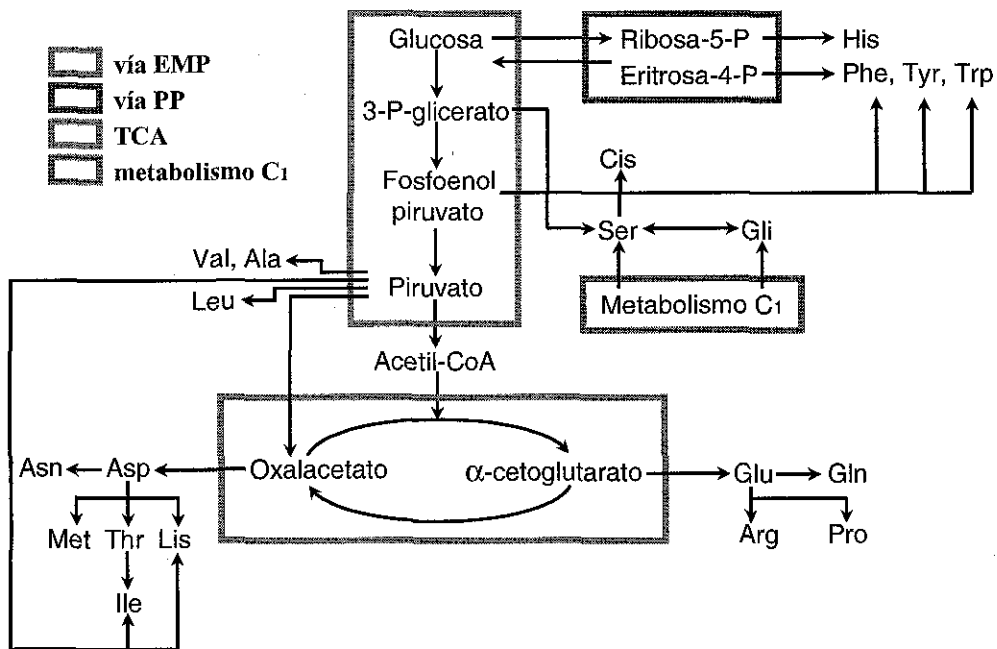 vía EMP
vía PP
TCA
metabolismo C1
Glucosa
Ribosa-5-P
His
Eritrosa-4-P
Phe, Tyr, Trp
3-P-glicerato
Cis
Fosfoenol
piruvato
Ser
Gli
Val, Ala
Leu
Piruvato
Metabolismo C1
Acetil-CoA
Asn
Asp
Oxalacetato
α-cetoglutarato
Glu
Gln
Met
Thr
Lis
Arg
Pro
Ile